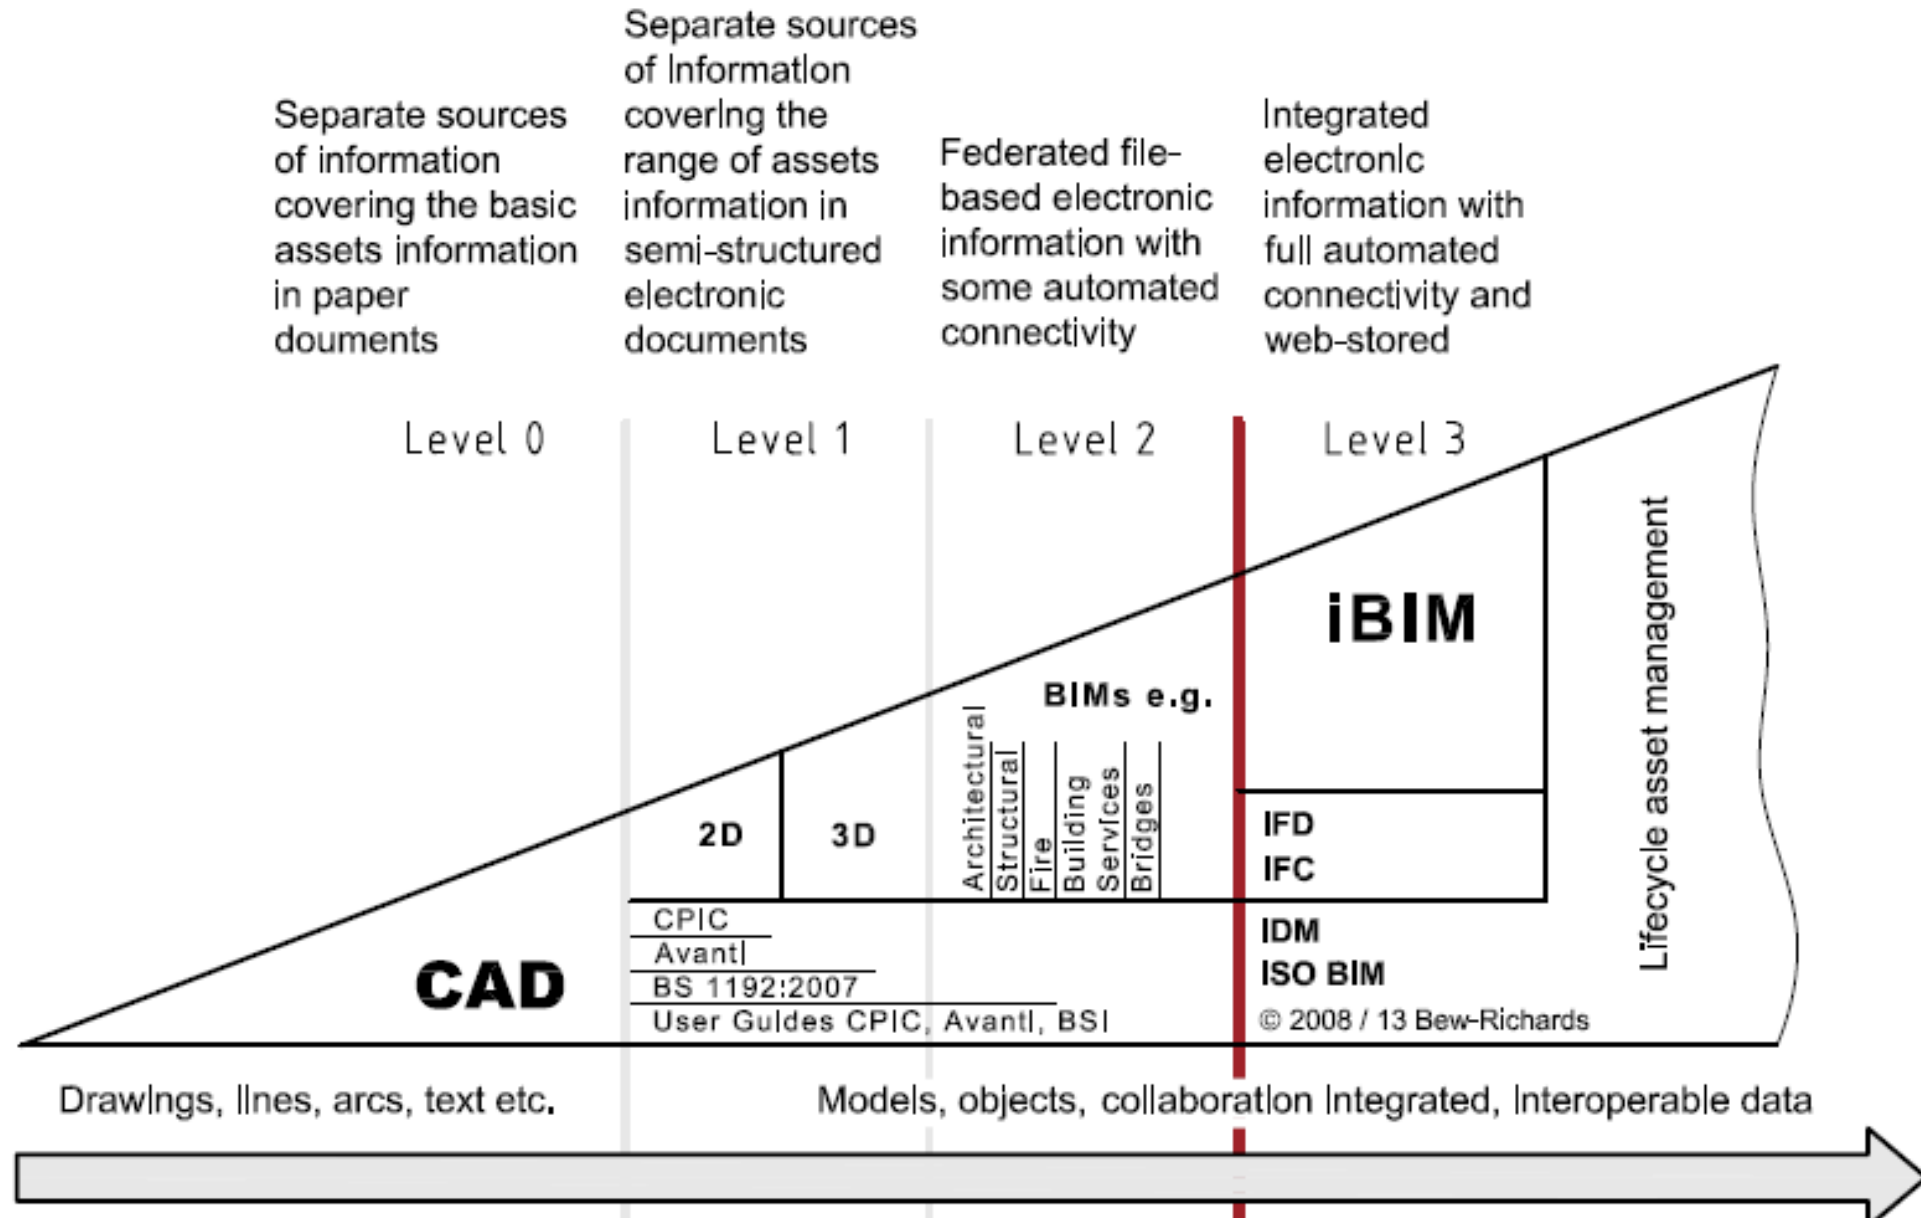 Separate sources
of information
covering the basic
assets information
in paper
douments
Separate sources
of information
covering the
range of assets
information in
semi-structured
electronic
documents
Federated file-
based electronic
information with
some automated
connectivity
Integrated
electronic
information with
full automated
connectivity and
web-stored
Level 0
Level 1
Level 2
Level 3
iBIM
BIMs e.g.
Architectural
Structural
Fire
Building
Services
Bridges
2D
3D
IFD
IFC
CAD
CPIC
Avanti
BS 1192:2007
User Guides CPIC, Avanti, BSI
IDM
ISO BIM
© 2008 / 13 Bew-Richards
Lifecycle asset management
Drawings, lines, arcs, text etc.
Models, objects, collaboration Integrated, Interoperable data